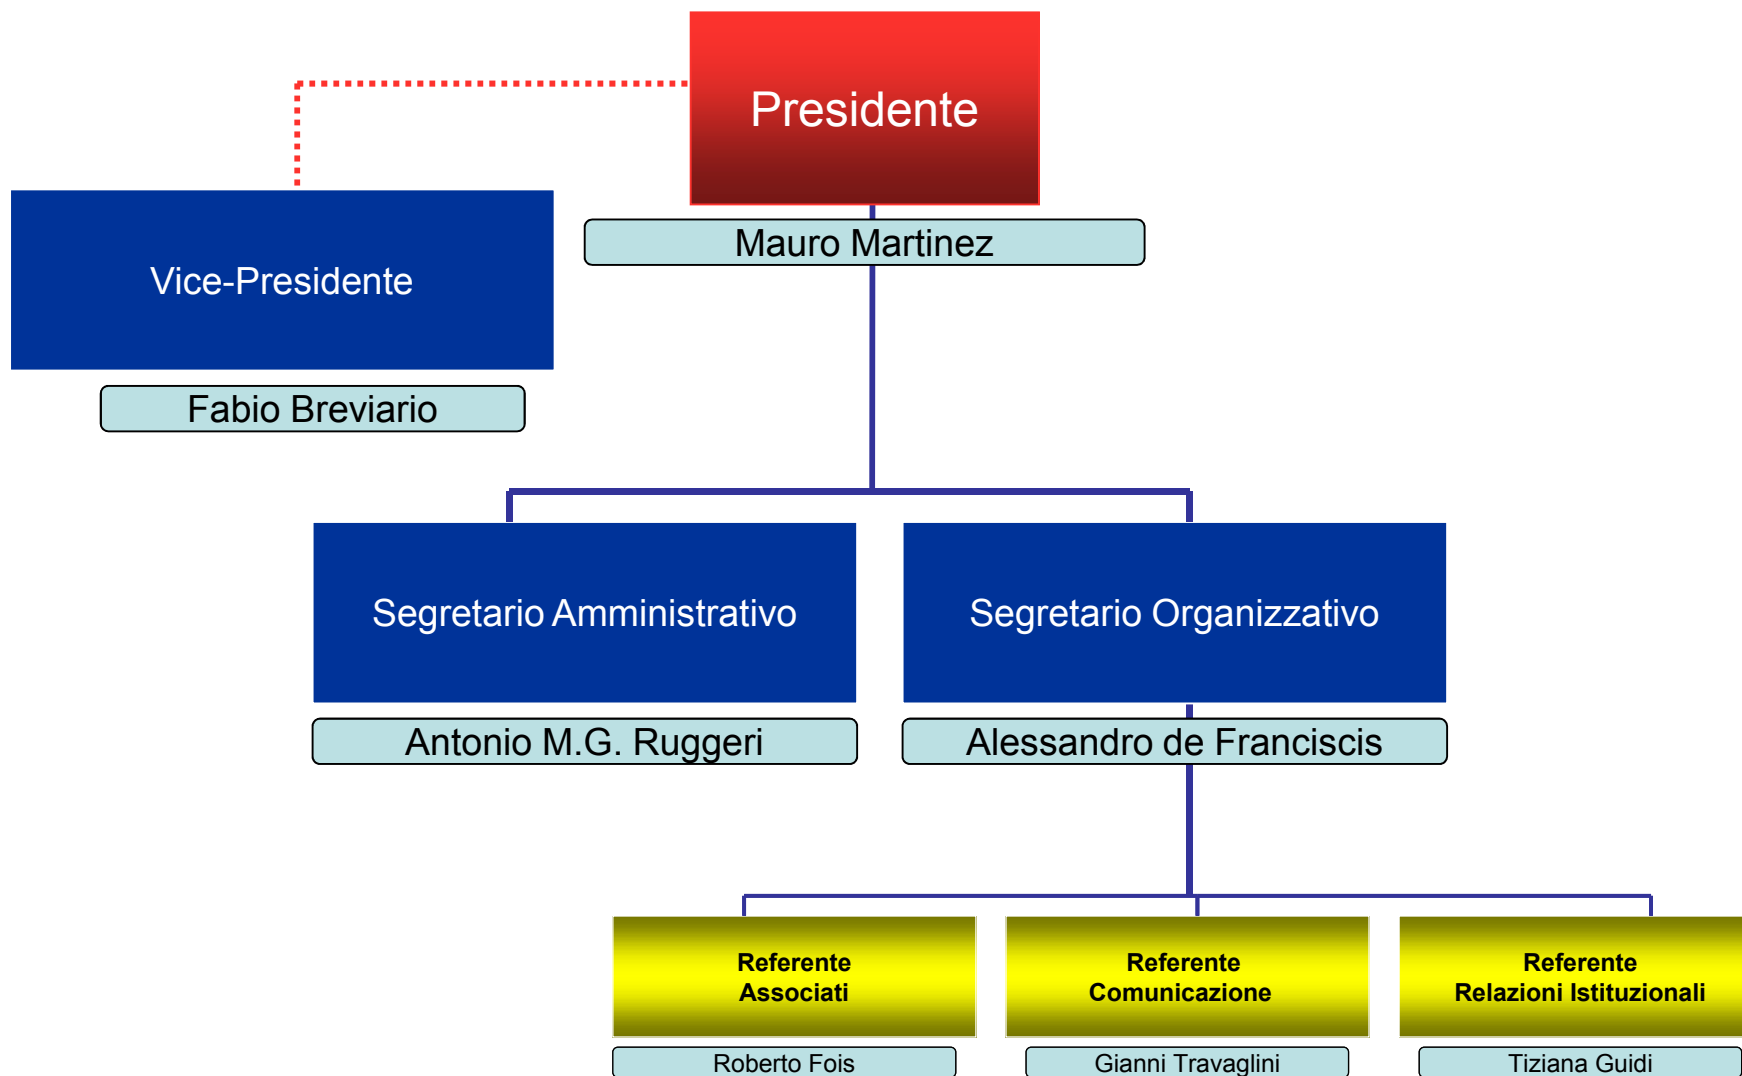 Presidente
Mauro Martinez
Vice-Presidente
Fabio Breviario
Segretario Amministrativo
Antonio M.G. Ruggeri
Segretario Organizzativo
Alessandro de Franciscis
Referente
Associati
Roberto Fois
Referente
Comunicazione
Gianni Travaglini
Referente
Relazioni Istituzionali
Tiziana Guidi